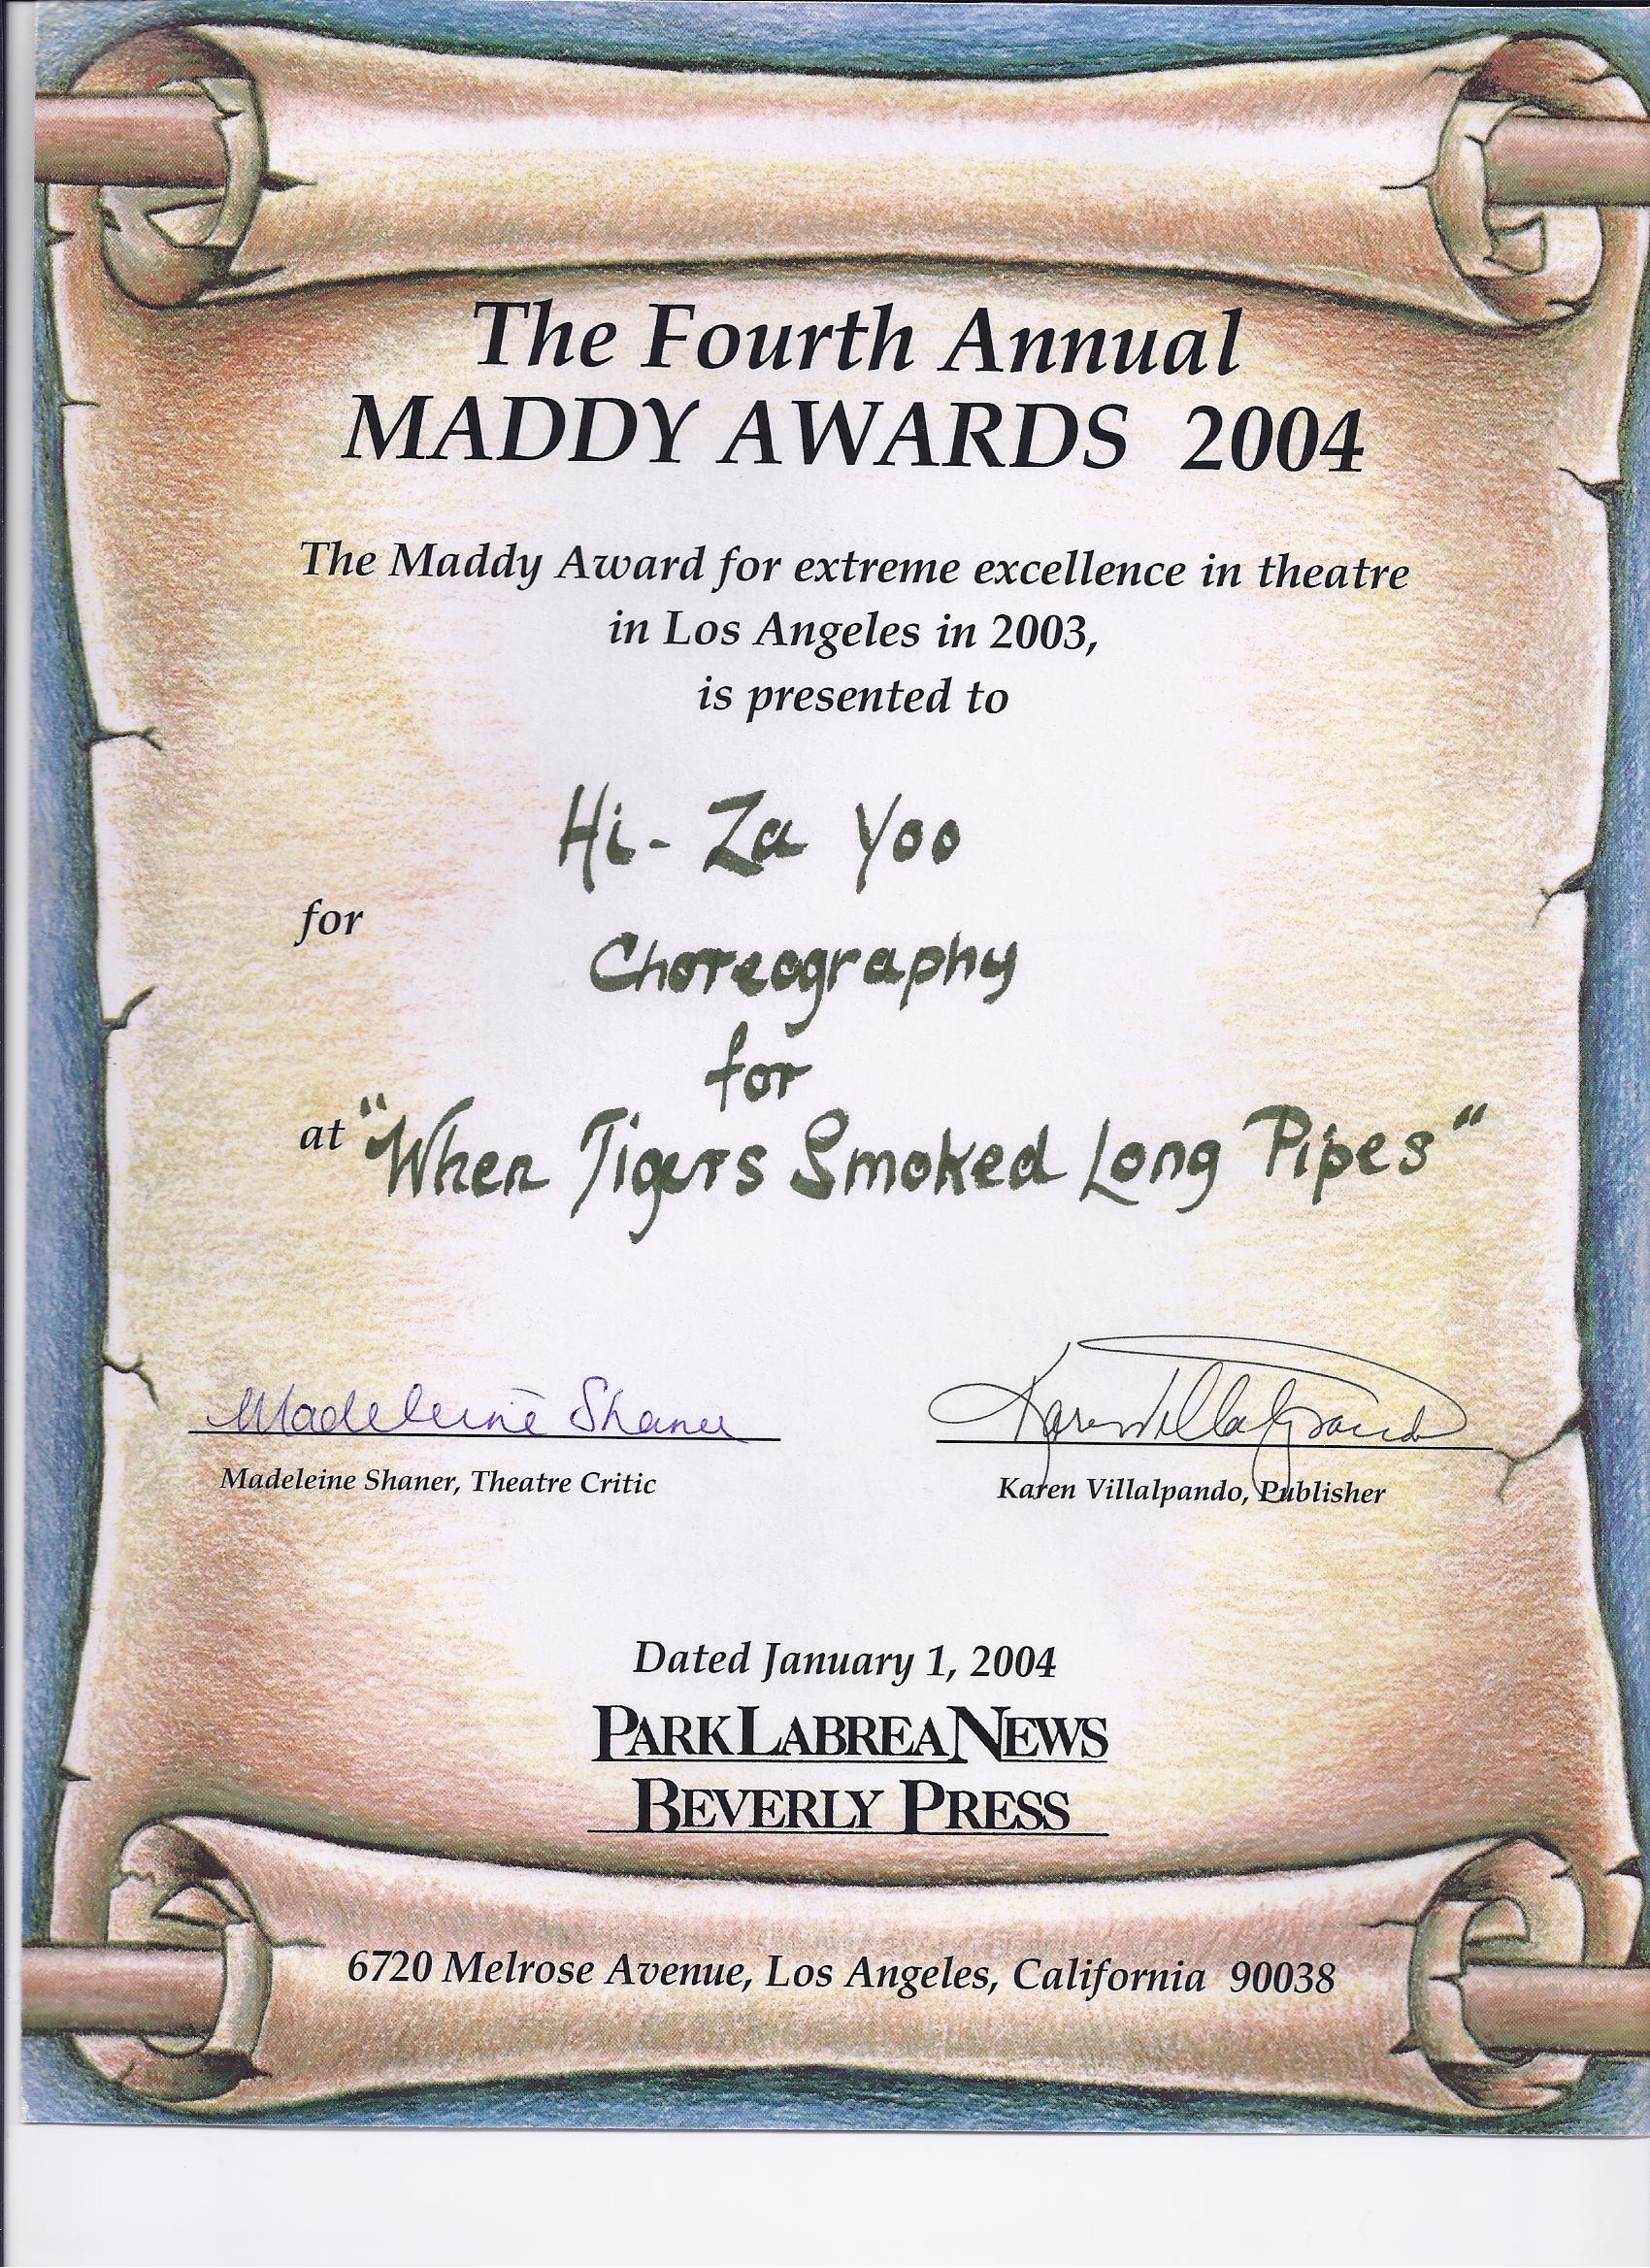 The Fourth Annual
MADDY AWARDS 2004
The Maddy Award for extreme excellence in theatre
in Los Angeles in 2003,
is presented to
Hi-Za Yoo
for
Choreography
for
at "When Tigers Smoked Long Pipes"
Madeleine Shaner Karen Villalpando
Madeleine Shaner, Theatre Critic Karen Villalpando, Publisher
Dated January 1, 2004
PARK LABREA NEWS
BEVERLY PRESS
6720 Melrose Avenue, Los Angeles, California 90038